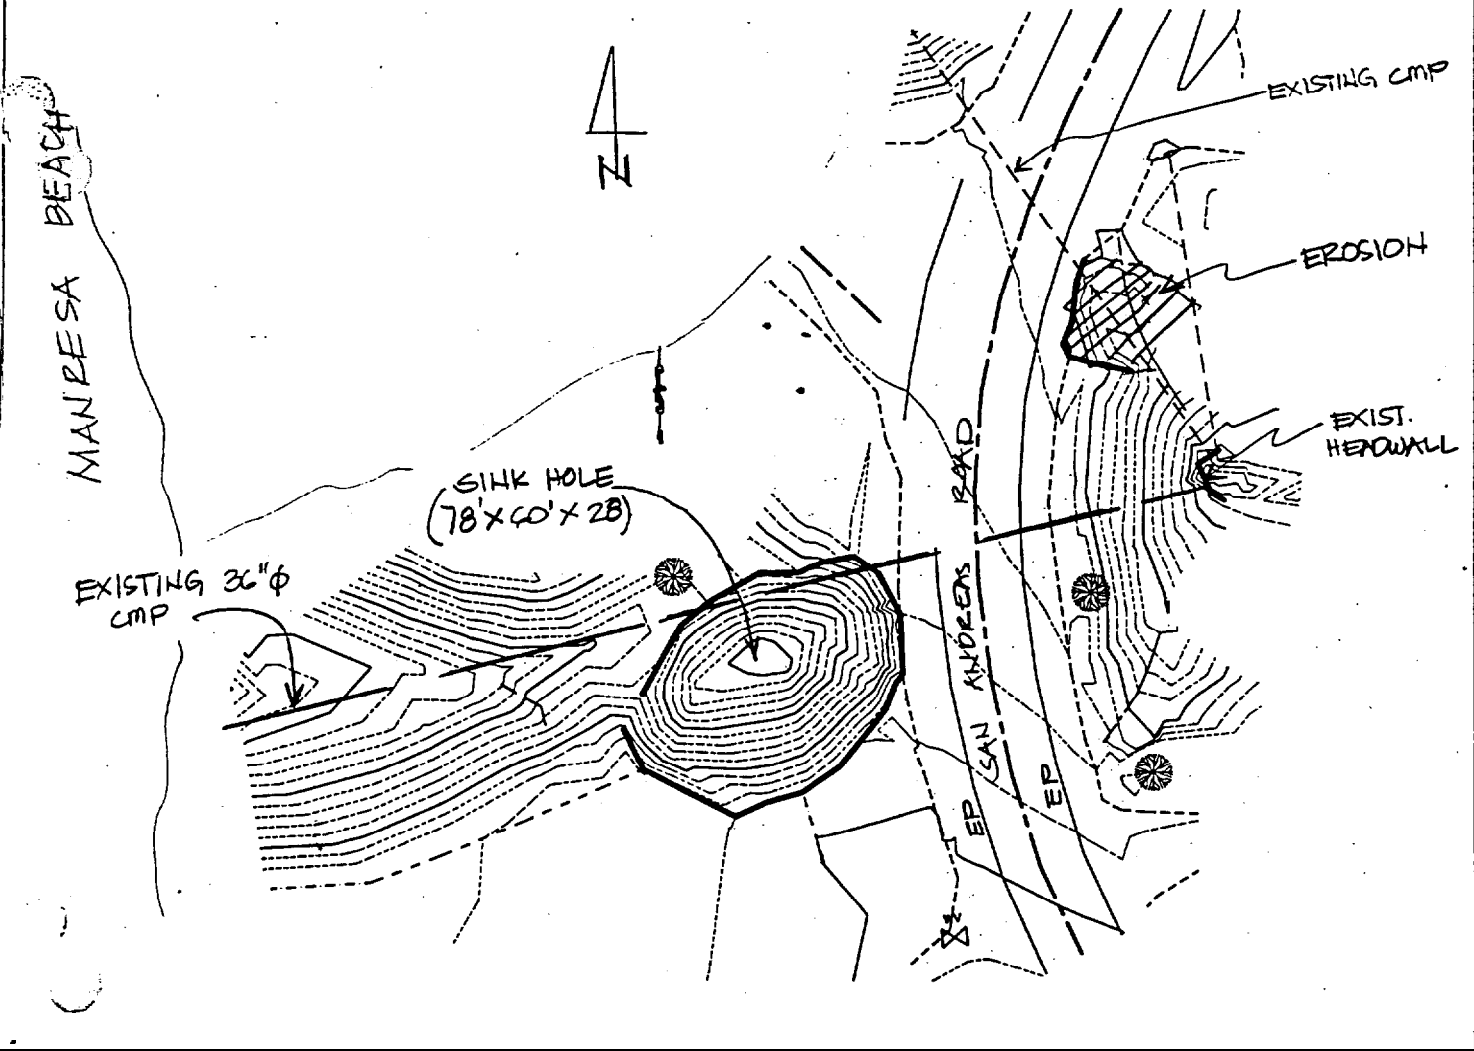 EXISTING CMP
MANRESA BEACH
N
EROSION
EXIST.
HEADWALL
SINK HOLE
(78'X60'X28)
EXISTING 36"φ
CMP
SAN ANDREAS ROAD
EP
EP